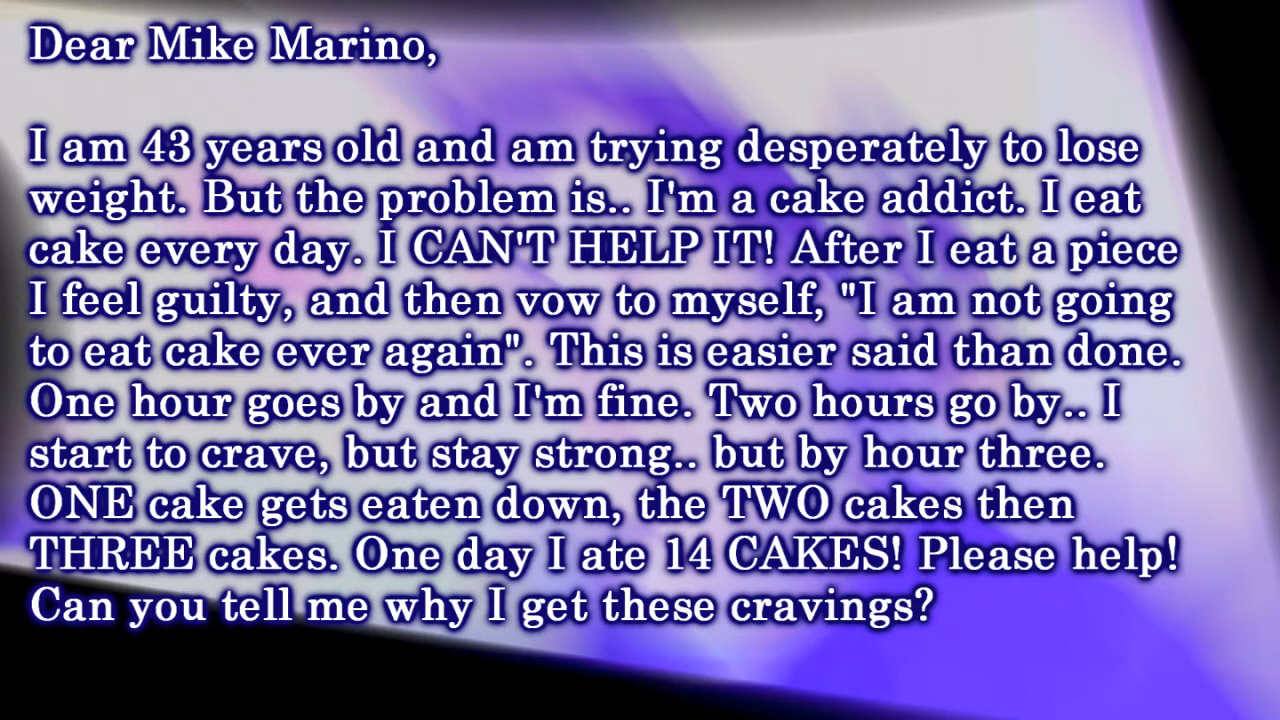 Dear Mike Marino,
I am 43 years old and am trying desperately to lose
weight. But the problem is.. I'm a cake addict. I eat
cake every day. I CAN'T HELP IT! After I eat a piece
I feel guilty, and then vow to myself, "I am not going
to eat cake ever again". This is easier said than done.
One hour goes by and I'm fine. Two hours go by.. I
start to crave, but stay strong.. but by hour three.
ONE cake gets eaten down, the TWO cakes then
THREE cakes. One day I ate 14 CAKES! Please help!
Can you tell me why I get these cravings?